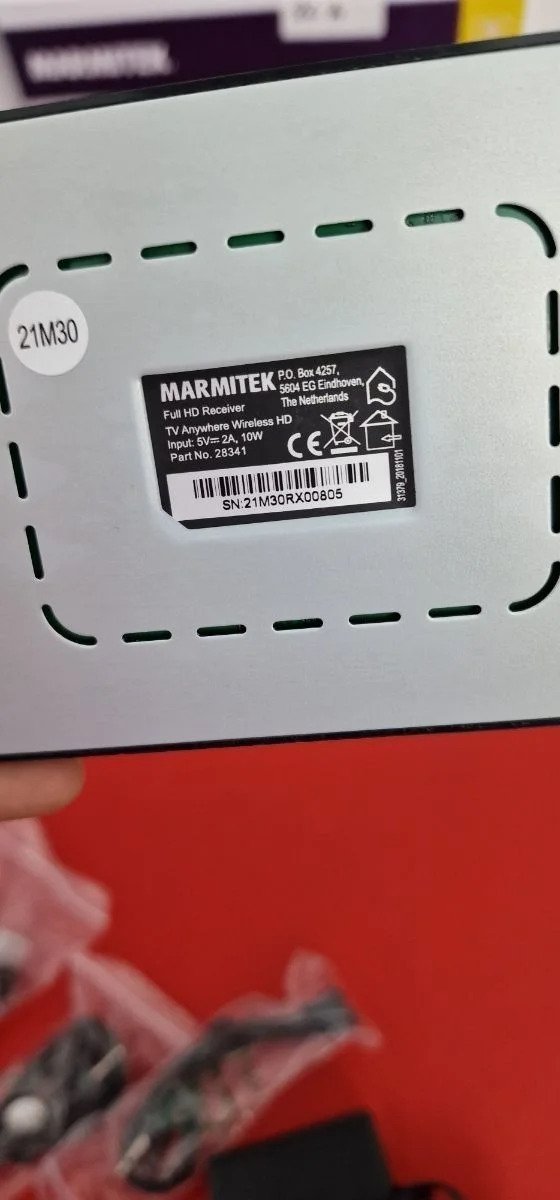 MARMITEK
21M30
MARMITEK
P.O. Box 4257,
5604 EG Eindhoven,
The Netherlands
Full HD Receiver
TV Anywhere Wireless HD
Input: 5V⎓2A, 10W
Part No. 28341
CE
SN:21M30RX00805
31379_20181101